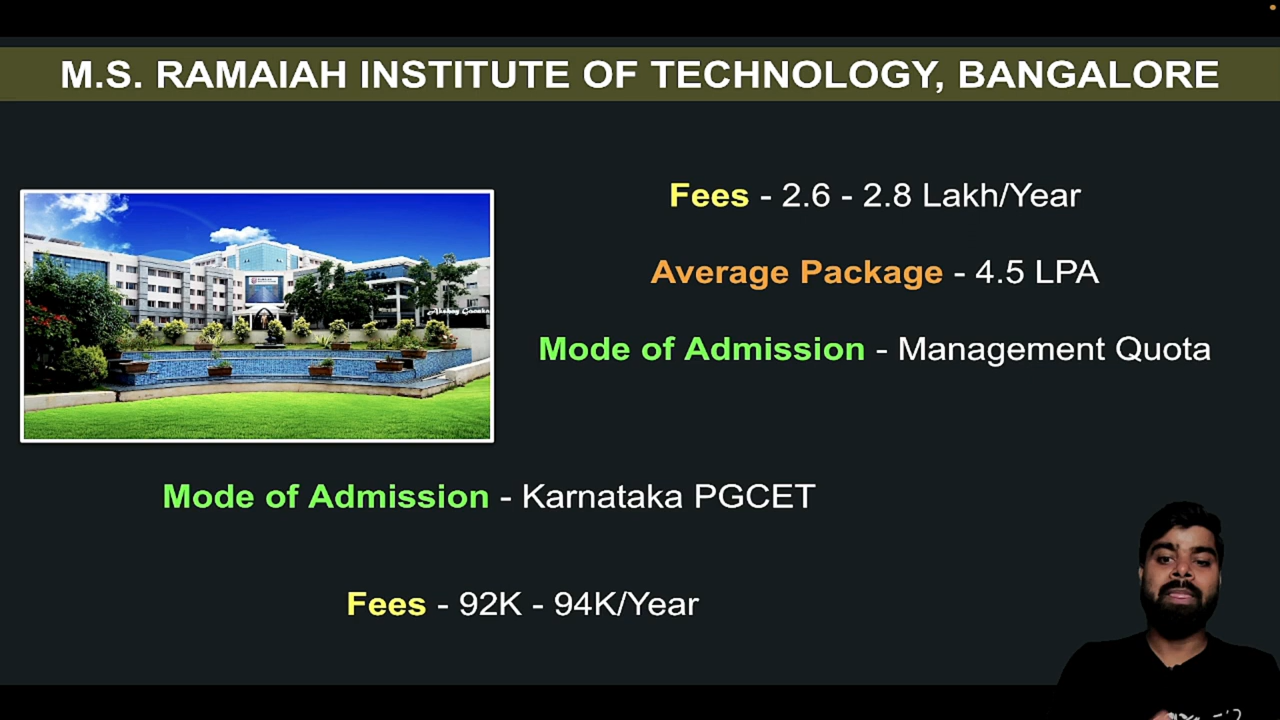 M.S. RAMAIAH INSTITUTE OF TECHNOLOGY, BANGALORE
Fees - 2.6 - 2.8 Lakh/Year
Average Package - 4.5 LPA
Mode of Admission - Management Quota
Mode of Admission - Karnataka PGCET
Fees - 92K - 94K/Year